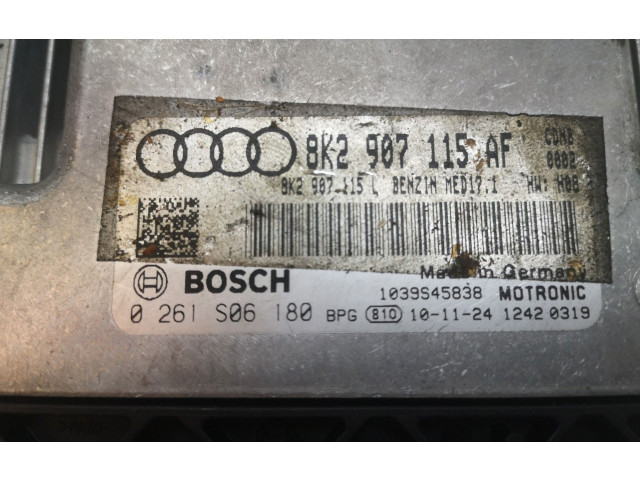 8K2 907 115 AF
0002
8K2 907 115 L BENZIN MED17.1 HW: H08
Made in Germany
BOSCH
1039S45838 MOTRONIC
0 261 S06 180 BPG 810 10-11-24 1242 0319